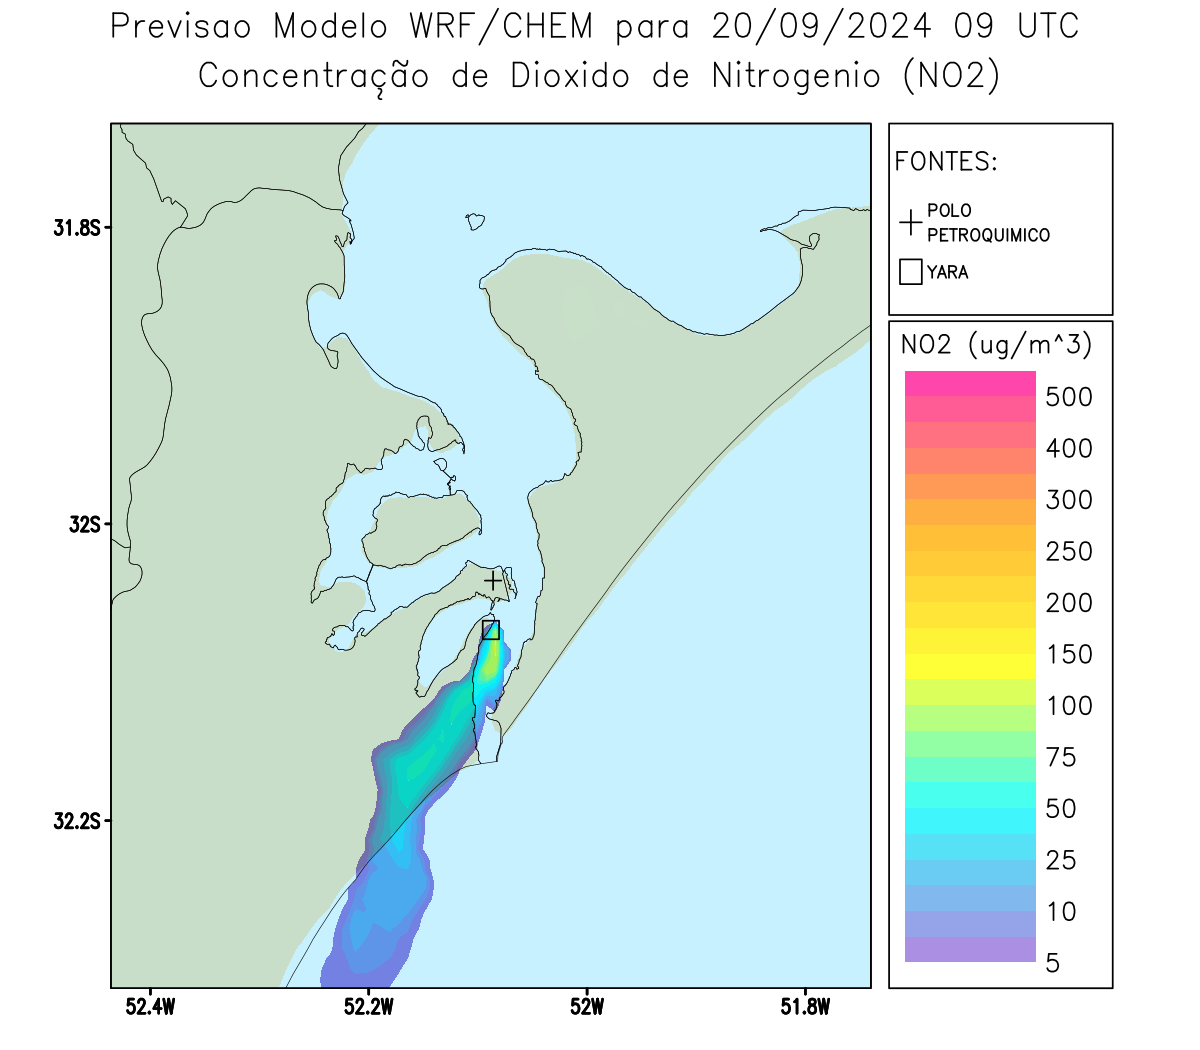 Previsao Modelo WRF/CHEM para 20/09/2024 09 UTC
Concentração de Dioxido de Nitrogenio (NO2)
FONTES:
POLO
PETROQUIMICO
YARA
NO2 (ug/m^3)
500
400
300
250
200
150
100
75
50
25
10
5
31.8S
32S
32.2S
52.4W
52.2W
52W
51.8W